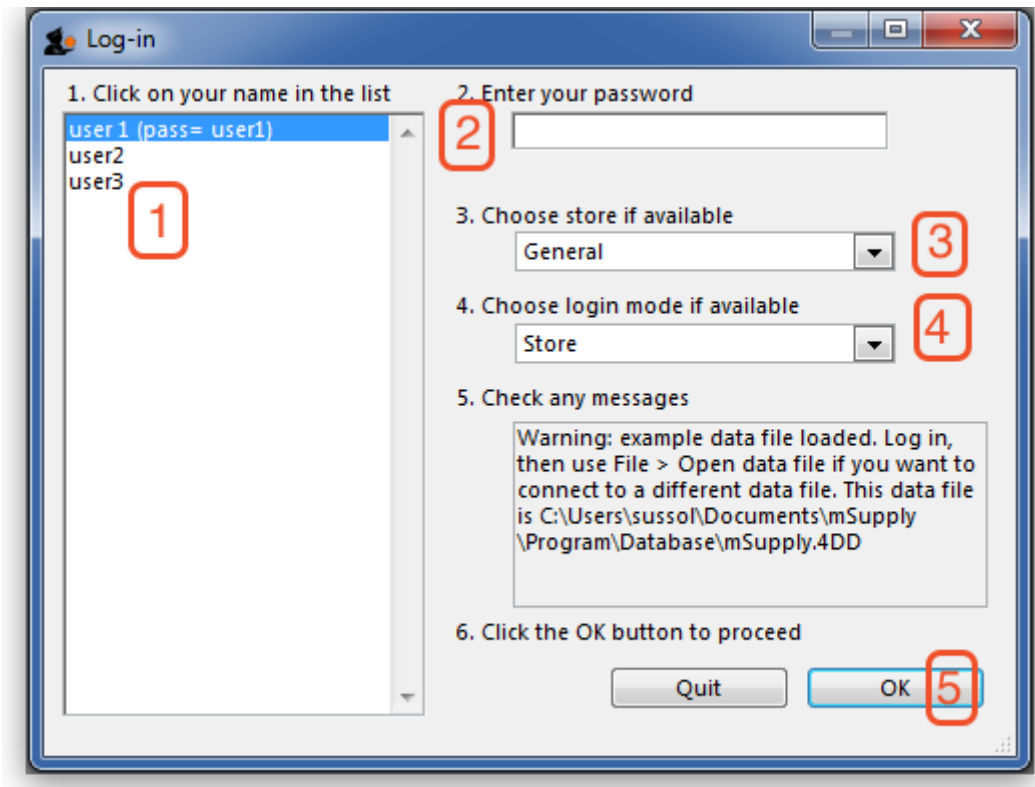 Log-in
1. Click on your name in the list
user 1 (pass= user1)
user2
user3
1
2. Enter your password
2
3. Choose store if available
General
3
4. Choose login mode if available
Store
4
5. Check any messages
Warning: example data file loaded. Log in,
then use File > Open data file if you want to
connect to a different data file. This data file
is C:\Users\sussol\Documents\mSupply
\Program\Database\mSupply.4DD
6. Click the OK button to proceed
Quit
OK
5